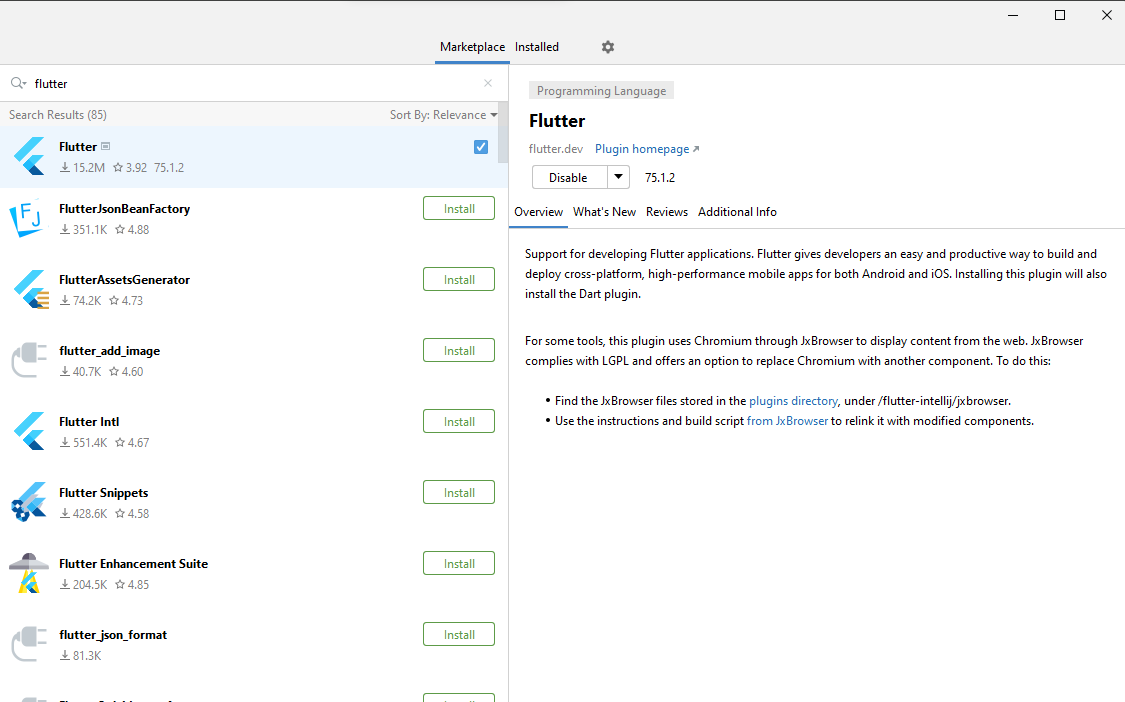 Marketplace Installed
flutter
Search Results (85) Sort By: Relevance
Flutter
15.2M 3.92 75.1.2
FlutterJsonBeanFactory
Install
351.1K 4.88
FlutterAssetsGenerator
Install
74.2K 4.73
flutter_add_image
Install
40.7K 4.60
Flutter Intl
Install
551.4K 4.67
Flutter Snippets
Install
428.6K 4.58
Flutter Enhancement Suite
Install
204.5K 4.85
flutter_json_format
Install
81.3K
Programming Language
Flutter
flutter.dev Plugin homepage
Disable 75.1.2
Overview What's New Reviews Additional Info
Support for developing Flutter applications. Flutter gives developers an easy and productive way to build and
deploy cross-platform, high-performance mobile apps for both Android and iOS. Installing this plugin will also
install the Dart plugin.
For some tools, this plugin uses Chromium through JxBrowser to display content from the web. JxBrowser
complies with LGPL and offers an option to replace Chromium with another component. To do this:
• Find the JxBrowser files stored in the plugins directory, under /flutter-intellij/jxbrowser.
• Use the instructions and build script from JxBrowser to relink it with modified components.